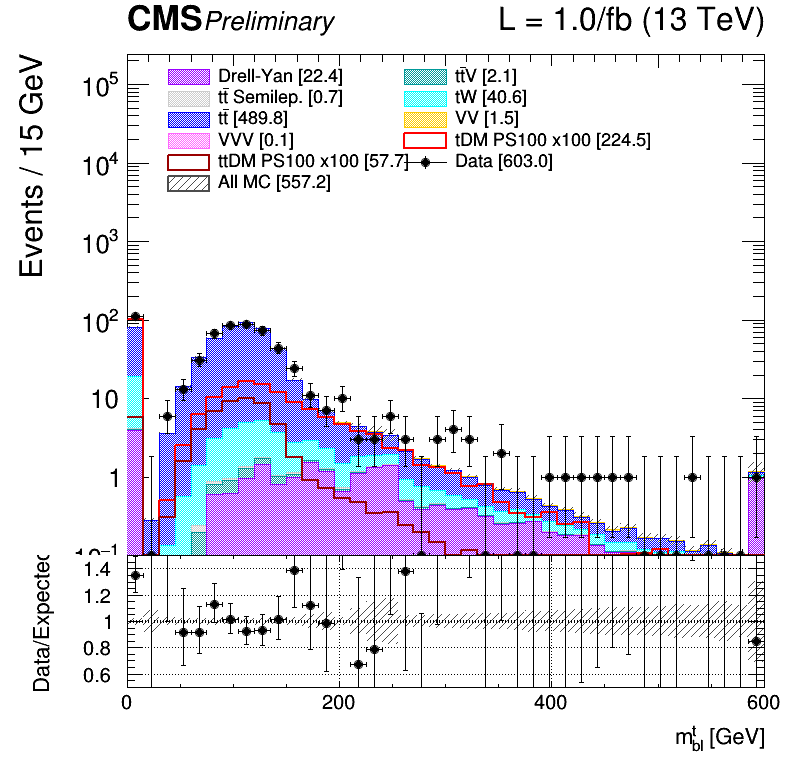 CMS Preliminary L = 1.0/fb (13 TeV)
Events / 15 GeV
Drell-Yan [22.4] tt̄V [2.1]
tt̄ Semilep. [0.7] tW [40.6]
tt̄ [489.8] VV [1.5]
VVV [0.1] tDM PS100 x100 [224.5]
ttDM PS100 x100 [57.7] Data [603.0]
All MC [557.2]
10⁵
10⁴
10³
10²
10
1
10⁻¹
Data/Expected
1.4
1.2
1
0.8
0.6
0 200 400 600
mᵗ_bl [GeV]